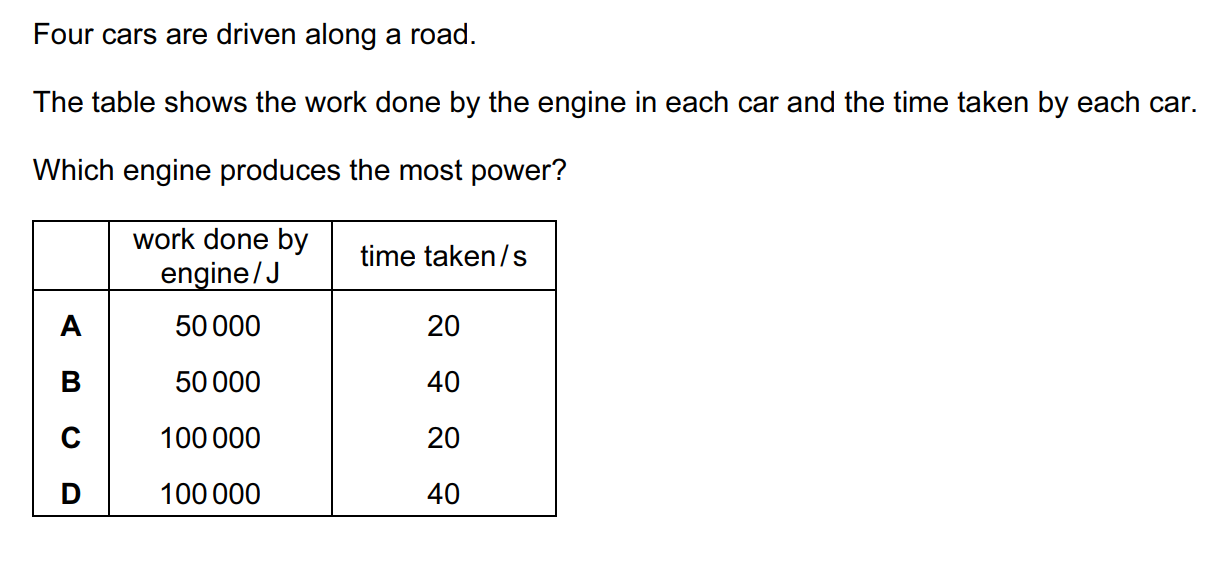 Four cars are driven along a road.
The table shows the work done by the engine in each car and the time taken by each car.
Which engine produces the most power?
work done by
engine / J
time taken / s
A 50 000 20
B 50 000 40
C 100 000 20
D 100 000 40